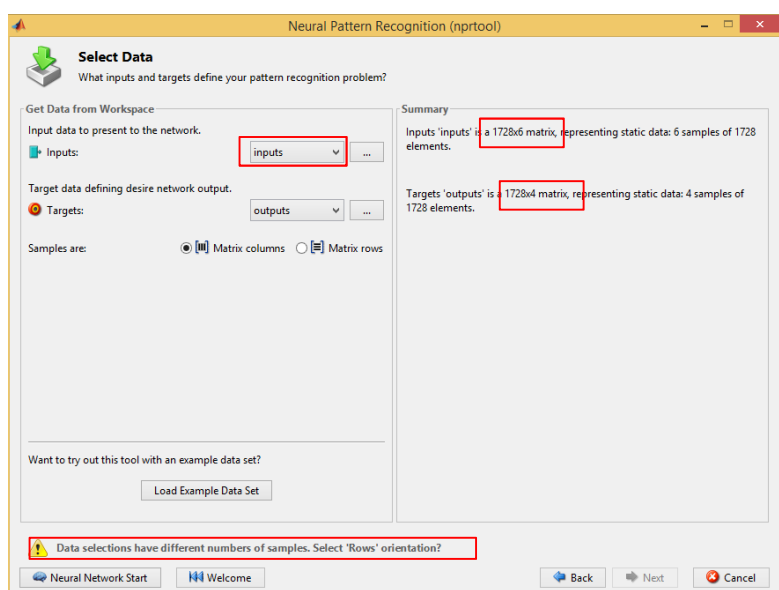 Neural Pattern Recognition (nprtool)
Select Data
What inputs and targets define your pattern recognition problem?
Get Data from Workspace
Input data to present to the network.
Inputs:
inputs
...
Target data defining desire network output.
Targets:
outputs
...
Samples are:
Matrix columns
Matrix rows
Want to try out this tool with an example data set?
Load Example Data Set
Summary
Inputs 'inputs' is a 1728x6 matrix, representing static data: 6 samples of 1728
elements.
Targets 'outputs' is a 1728x4 matrix, representing static data: 4 samples of
1728 elements.
Data selections have different numbers of samples. Select 'Rows' orientation?
Neural Network Start
Welcome
Back
Next
Cancel